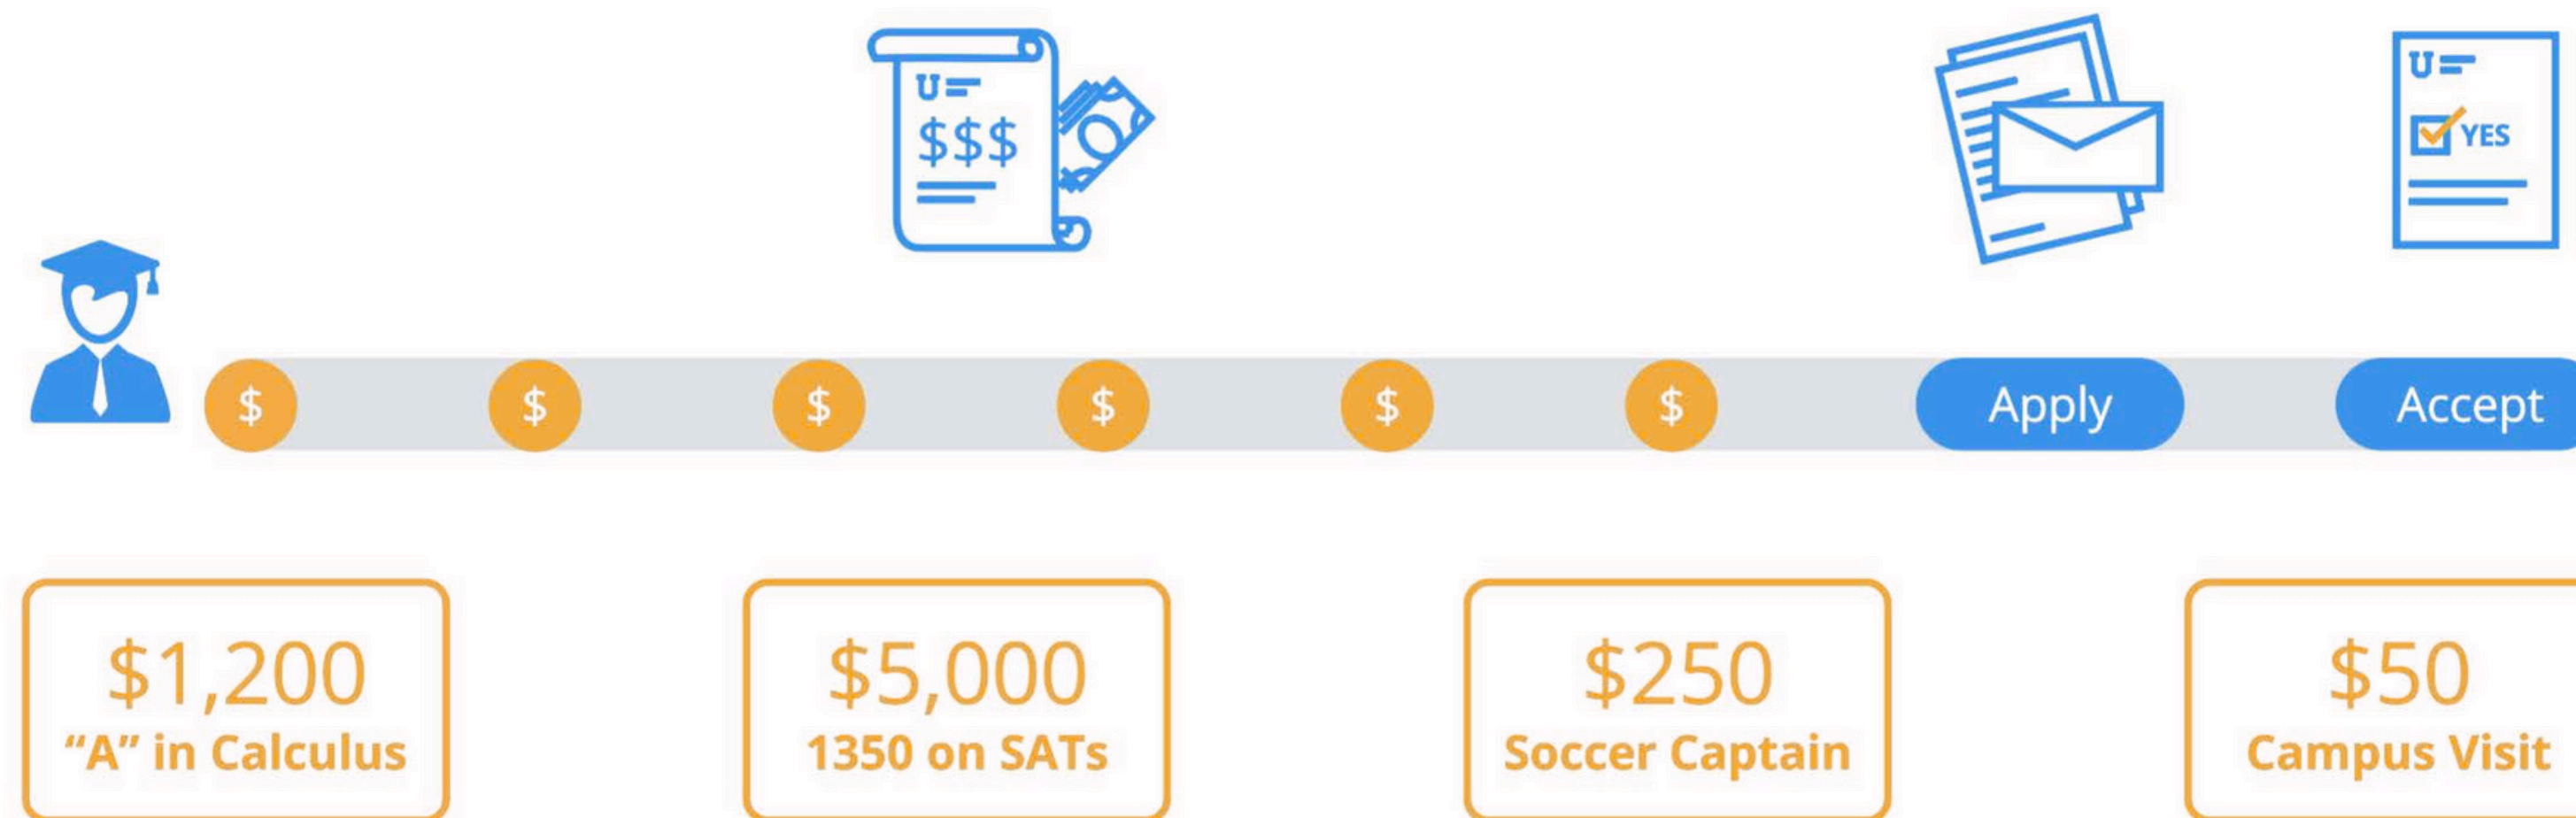 U
$$$
U
YES
$ $ $ $ $ $ Apply Accept
$1,200
“A” in Calculus
$5,000
1350 on SATs
$250
Soccer Captain
$50
Campus Visit